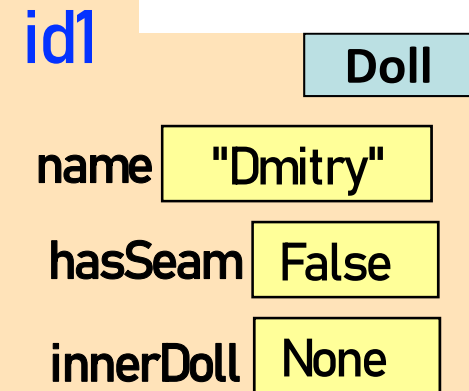 id1
Doll
name "Dmitry"
hasSeam False
innerDoll None